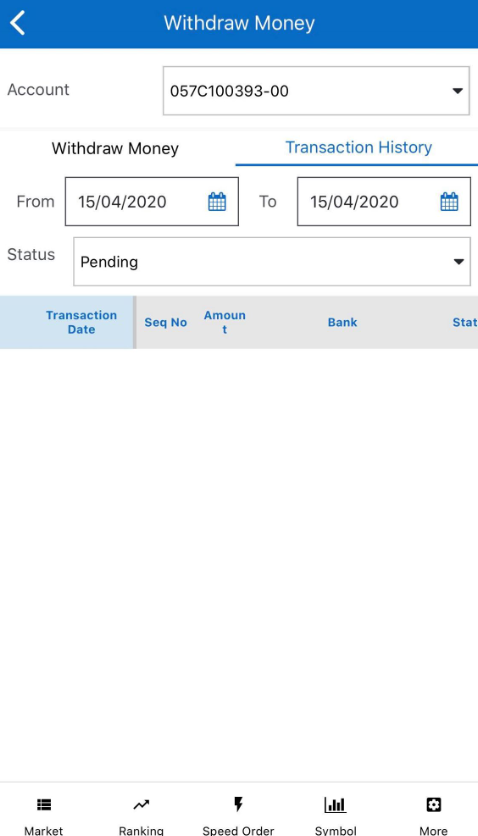 Withdraw Money
Account
057C100393-00
Withdraw Money
Transaction History
From
15/04/2020
To
15/04/2020
Status
Pending
Transaction
Date
Seq No
Amoun
t
Bank
Stat
Market
Ranking
Speed Order
Symbol
More